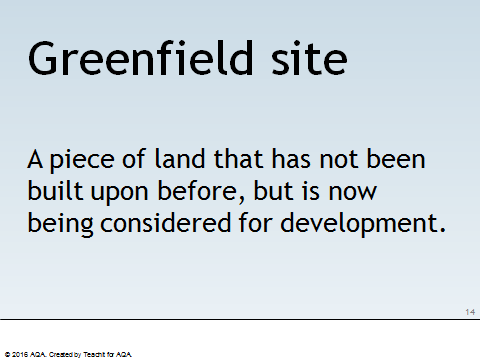 Greenfield site
A piece of land that has not been
built upon before, but is now
being considered for development.
14
© 2016 AQA. Created by Teachit for AQA.